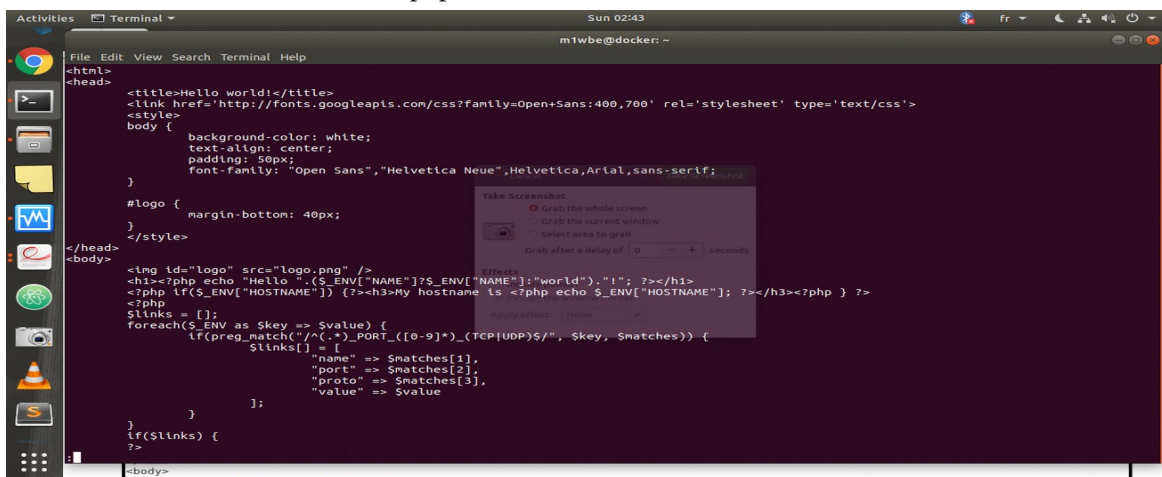 Activities Terminal Sun 02:43 fr
m1wbe@docker: ~
File Edit View Search Terminal Help
<html>
<head>
<title>Hello world!</title>
<link href='http://fonts.googleapis.com/css?family=Open+Sans:400,700' rel='stylesheet' type='text/css'>
<style>
body {
background-color: white;
text-align: center;
padding: 50px;
font-family: "Open Sans","Helvetica Neue",Helvetica,Arial,sans-serif;
}
Take Screenshot
#logo {
Grab the whole screen
margin-bottom: 40px;
Grab the current window
}
Select area to grab
</style>
Grab after a delay of 0 - + seconds
</head>
<body>
<img id="logo" src="logo.png" />
Effects
<h1><?php echo "Hello ".($_ENV["NAME"]?$_ENV["NAME"]:"world")."!"; ?></h1>
<?php if($_ENV["HOSTNAME"]) {?><h3>My hostname is <?php echo $_ENV["HOSTNAME"]; ?></h3><?php } ?>
<?php
$links = [];
Apply effect: None
foreach($_ENV as $key => $value) {
if(preg_match("/^(.*)_PORT_([0-9]*)_(TCP|UDP)$/", $key, $matches)) {
$links[] = [
"name" => $matches[1],
"port" => $matches[2],
"proto" => $matches[3],
"value" => $value
];
}
}
if($links) {
?>
:
<body>